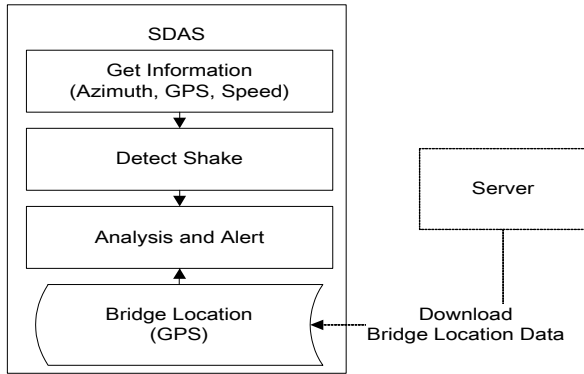 SDAS
Get Information
(Azimuth, GPS, Speed)
Detect Shake
Analysis and Alert
Bridge Location
(GPS)
Server
Download
Bridge Location Data